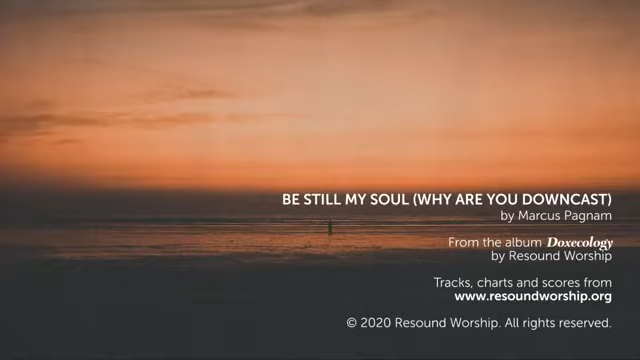 BE STILL MY SOUL (WHY ARE YOU DOWNCAST)
by Marcus Pagnam
From the album Doxecology
by Resound Worship
Tracks, charts and scores from
www.resoundworship.org
© 2020 Resound Worship. All rights reserved.